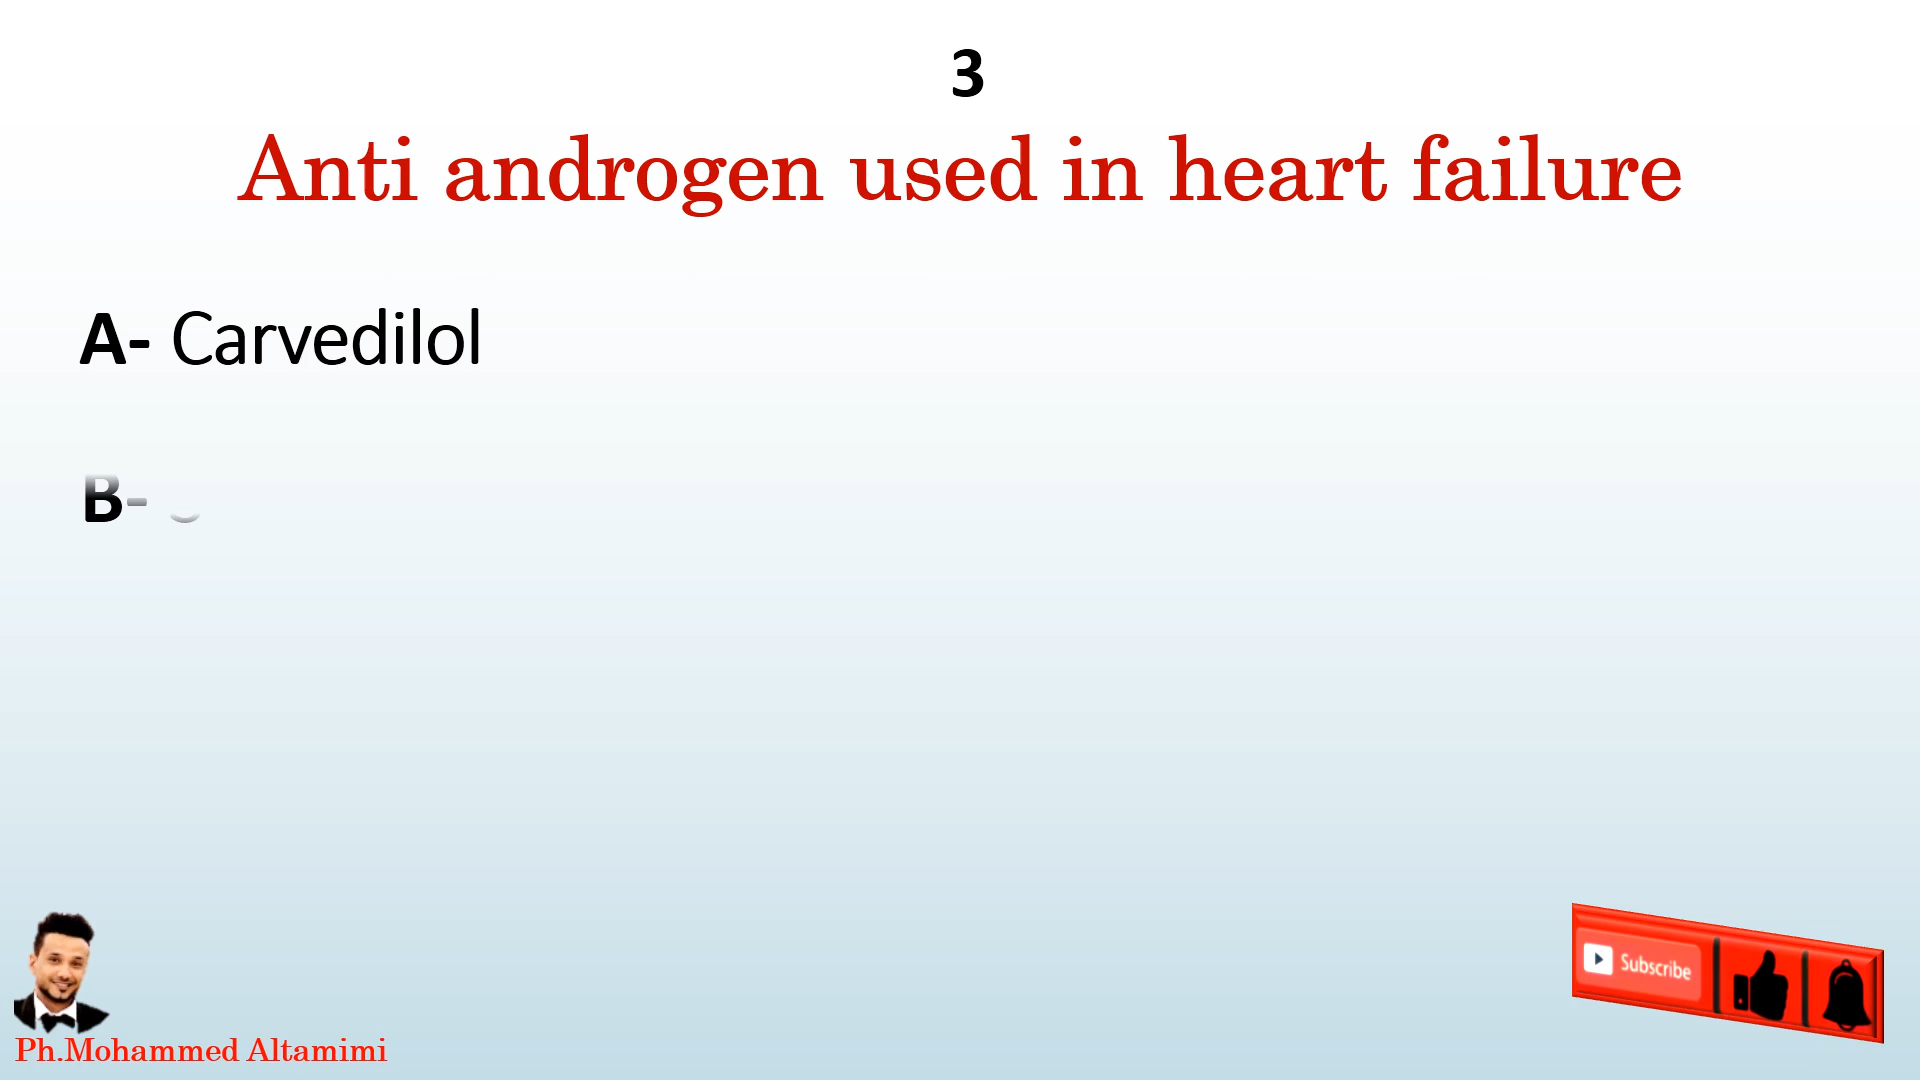 3
Anti androgen used in heart failure
A- Carvedilol
B-
Ph.Mohammed Altamimi
Subscribe